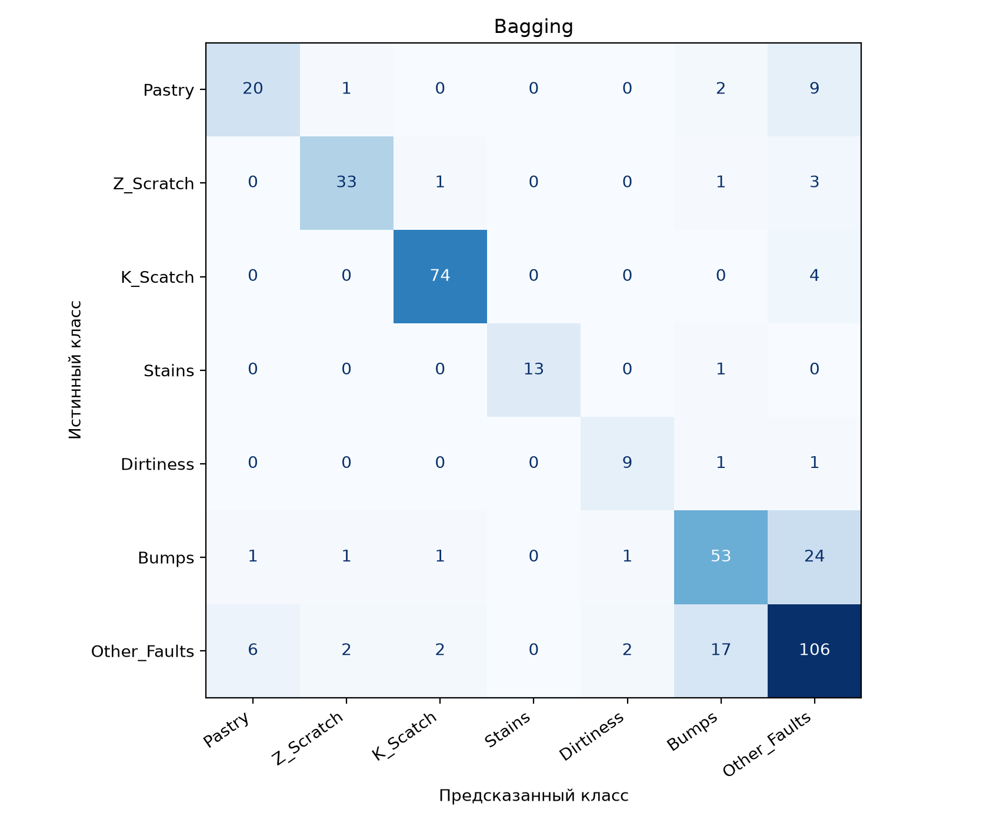 Bagging
Pastry 20 1 0 0 0 2 9
Z_Scratch 0 33 1 0 0 1 3
K_Scatch 0 0 74 0 0 0 4
Stains 0 0 0 13 0 1 0
Dirtiness 0 0 0 0 9 1 1
Bumps 1 1 1 0 1 53 24
Other_Faults 6 2 2 0 2 17 106
Истинный класс
Pastry Z_Scratch K_Scatch Stains Dirtiness Bumps Other_Faults
Предсказанный класс